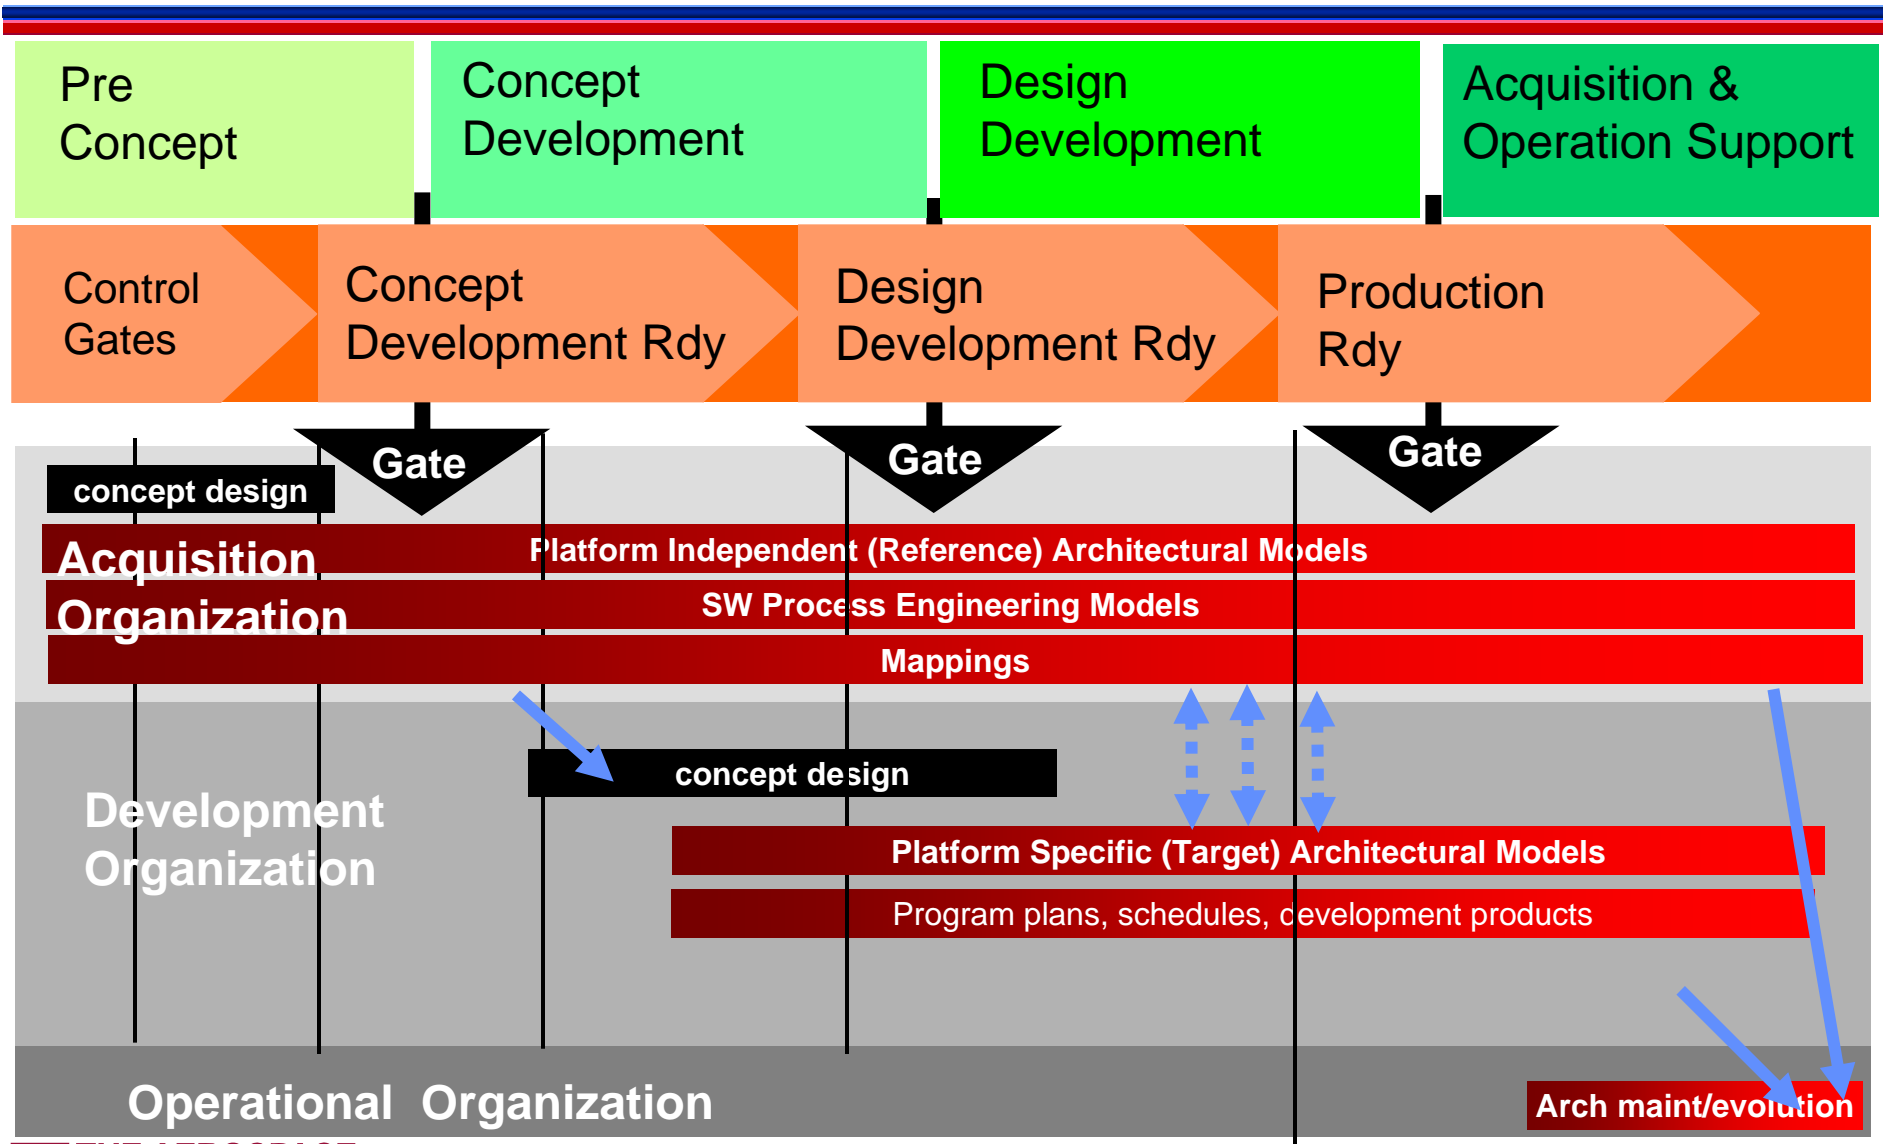 Pre
Concept
Concept
Development
Design
Development
Acquisition &
Operation Support
Control
Gates
Concept
Development Rdy
Design
Development Rdy
Production
Rdy
Gate
Gate
Gate
concept design
Acquisition
Organization
Platform Independent (Reference) Architectural Models
SW Process Engineering Models
Mappings
concept design
Development
Organization
Platform Specific (Target) Architectural Models
Program plans, schedules, development products
Operational Organization
Arch maint/evolution
THE AEROSPACE